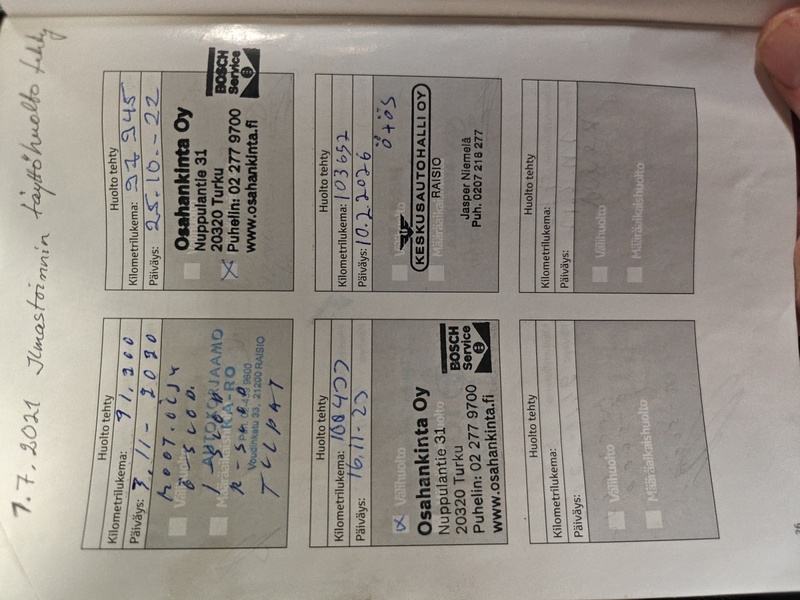 1.7.2021 Ilmastoinnin täyttöhuolto tehty
Huolto tehty
Kilometrilukema: 91,200
Päiväys: 3.11-2020
Välihuolto
Määräaikaishuolto
AUTOKORJAAMO
KA-RO
Voudinkatu 33, 21200 RAISIO
Huolto tehty
Kilometrilukema: 97945
Päiväys: 25.10.-22
Osahankinta Oy
Nuppulantie 31
20320 Turku
Puhelin: 02 277 9700
www.osahankinta.fi
BOSCH
Service
Huolto tehty
Kilometrilukema:
Päiväys: 16.11-23
Välihuolto
Osahankinta Oy
Nuppulantie 31
20320 Turku
Puhelin: 02 277 9700
www.osahankinta.fi
BOSCH
Service
Huolto tehty
Kilometrilukema: 103652
Päiväys: 10.2.2026
ö+ös
KESKUSAUTOHALLI OY
RAISIO
Jasper Niemelä
Puh. 0207 218 277
Huolto tehty
Kilometrilukema:
Päiväys:
Välihuolto
Määräaikaishuolto
Huolto tehty
Kilometrilukema:
Päiväys:
Välihuolto
Määräaikaishuolto
26